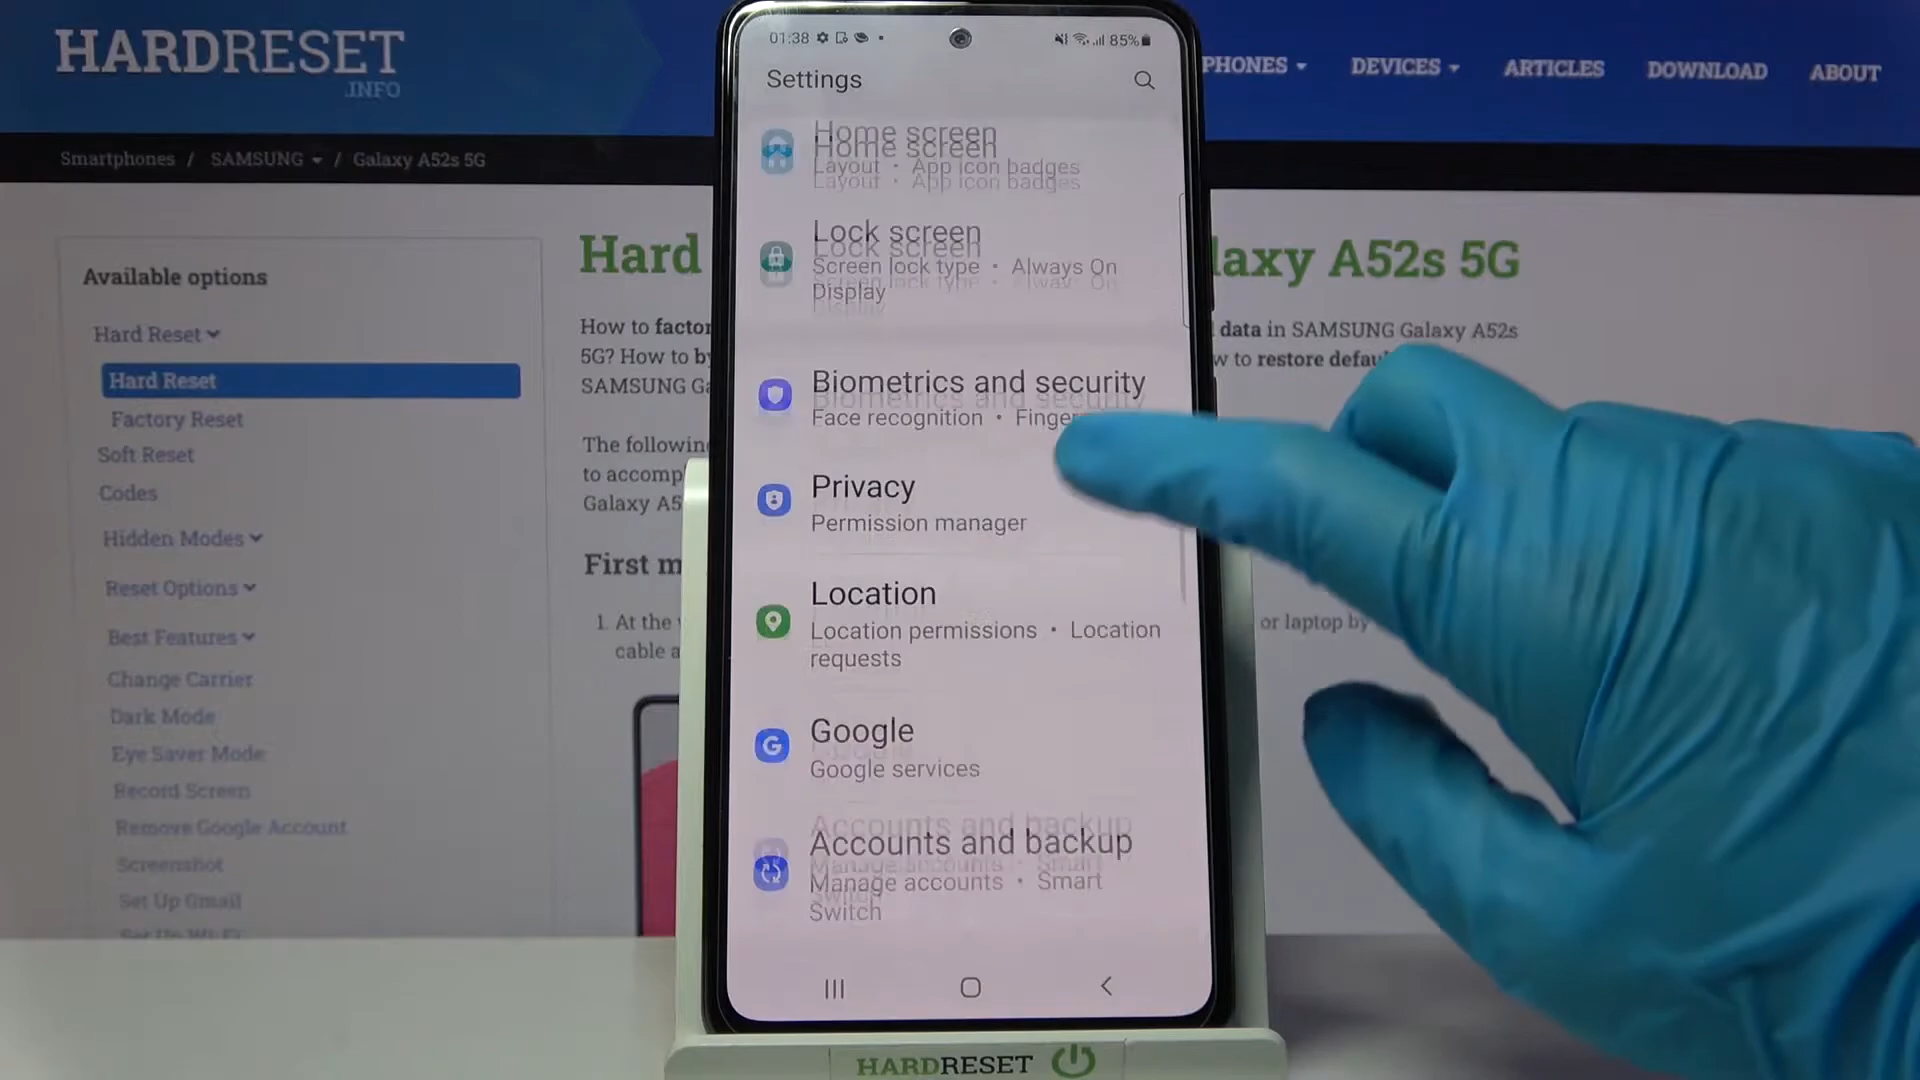 HARDRESET
.INFO
PHONES
DEVICES
ARTICLES
DOWNLOAD
ABOUT
Smartphones / SAMSUNG / Galaxy A52s 5G
Available options
Hard Reset
Hard Reset
Factory Reset
Soft Reset
Codes
Hidden Modes
Reset Options
Best Features
Change Carrier
Dark Mode
Eye Saver Mode
Record Screen
Remove Google Account
Screenshot
Set Up Gmail
Hard
laxy A52s 5G
How to factor
data in SAMSUNG Galaxy A52s
5G? How to by
w to restore defau
SAMSUNG Ga
The following
to accomp
Galaxy A5
First m
1. At the
or laptop by
cable a
01:38
85%
Settings
Home screen
Layout • App icon badges
Lock screen
Screen lock type • Always On
Display
Biometrics and security
Face recognition • Finger
Privacy
Permission manager
Location
Location permissions • Location
requests
Google
Google services
Accounts and backup
Manage accounts • Smart
Switch
HARDRESET